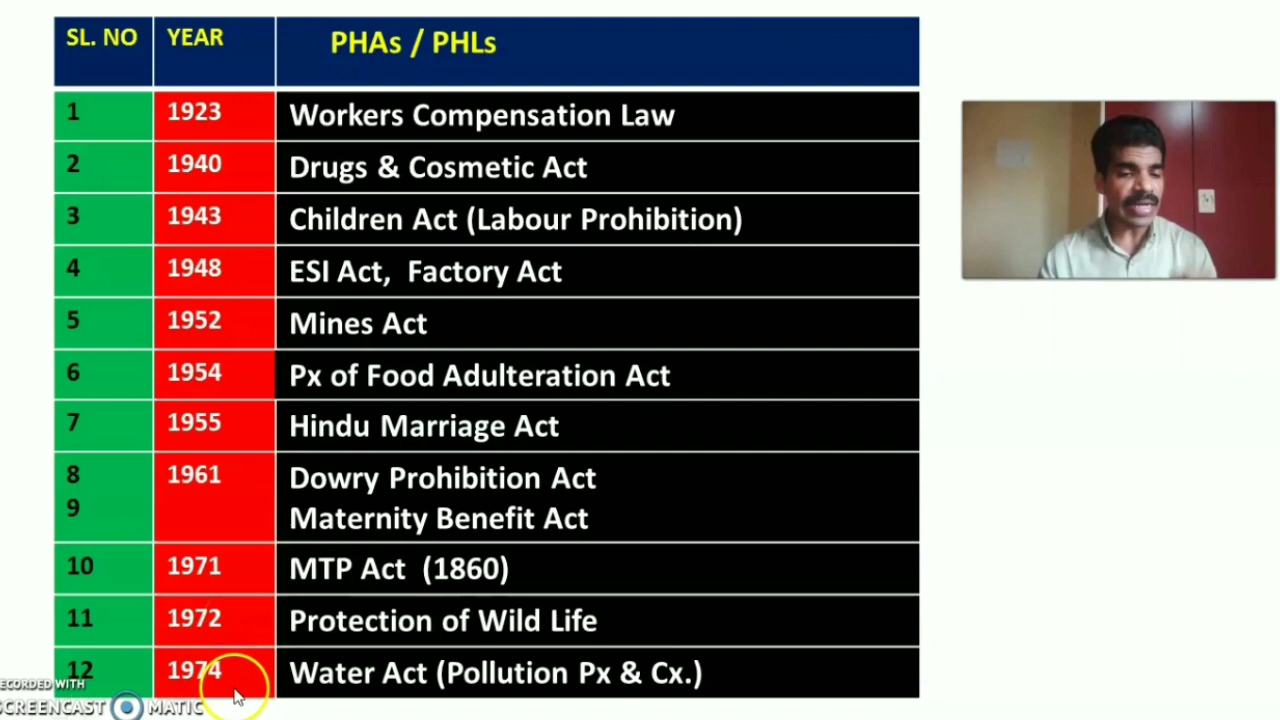 SL. NO YEAR PHAs / PHLs
1 1923 Workers Compensation Law
2 1940 Drugs & Cosmetic Act
3 1943 Children Act (Labour Prohibition)
4 1948 ESI Act, Factory Act
5 1952 Mines Act
6 1954 Px of Food Adulteration Act
7 1955 Hindu Marriage Act
8 1961 Dowry Prohibition Act
9 Maternity Benefit Act
10 1971 MTP Act (1860)
11 1972 Protection of Wild Life
12 1974 Water Act (Pollution Px & Cx.)
ECORDED WITH
SCREENCAST MATIC